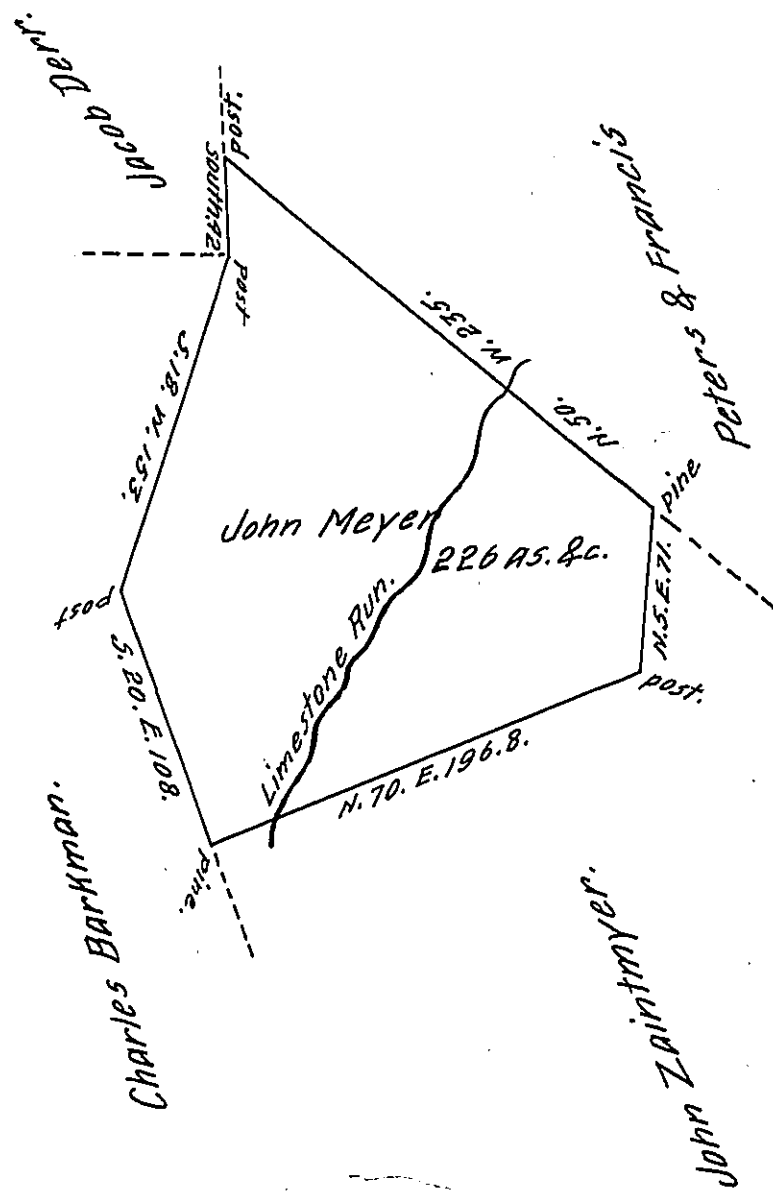 Jacob Derr.
post.
SOUTH.42
post
S.18.W.153.
Peters & Francis
N.50. W.235.
pine
John Meyer
226 AS.&c.
Limestone Run.
N.5.E.71.
post.
post
S.20.E.108.
N.70.E.196.8.
pine.
Charles Barkman.
John Zaintmyer.